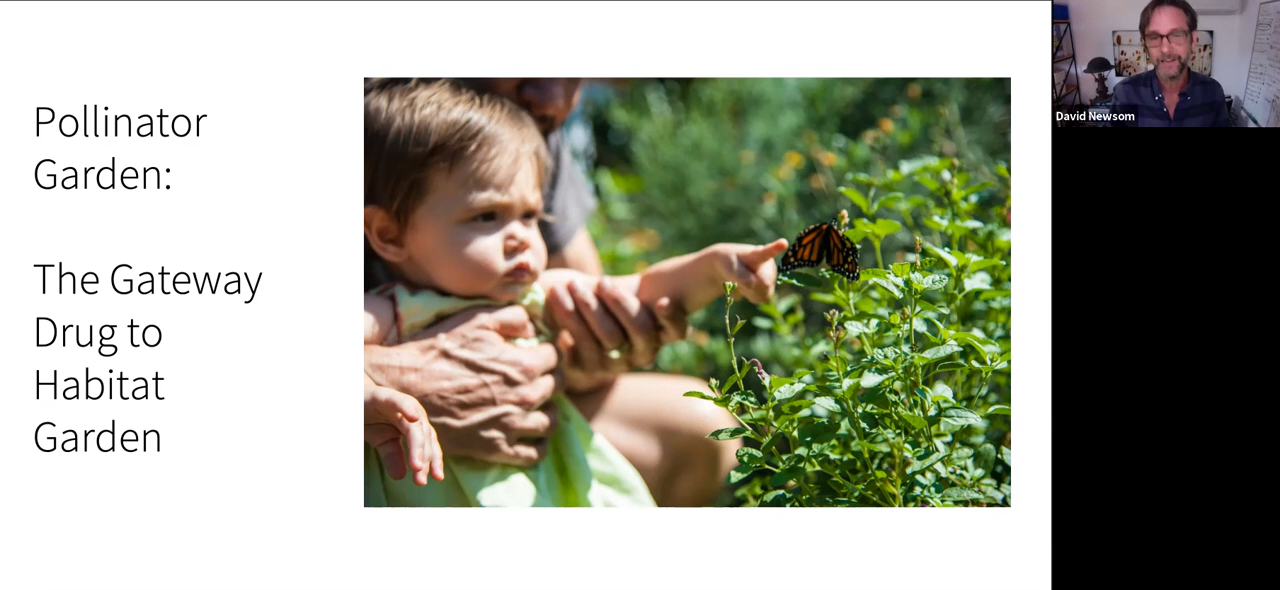 Pollinator
Garden:
The Gateway
Drug to
Habitat
Garden
David Newsom